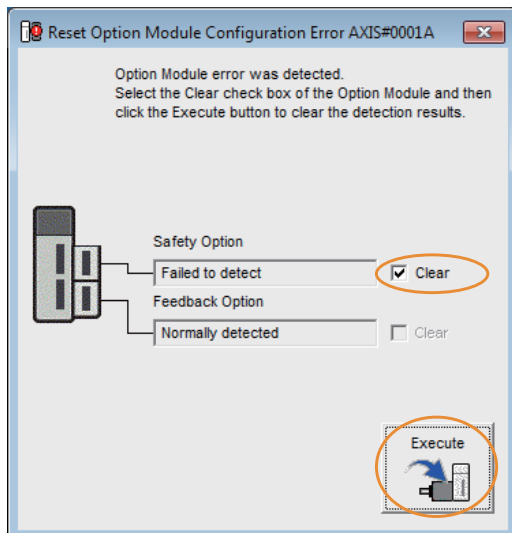 Reset Option Module Configuration Error AXIS#0001A
Option Module error was detected.
Select the Clear check box of the Option Module and then
click the Execute button to clear the detection results.
Safety Option
Failed to detect
Clear
Feedback Option
Normally detected
Clear
Execute